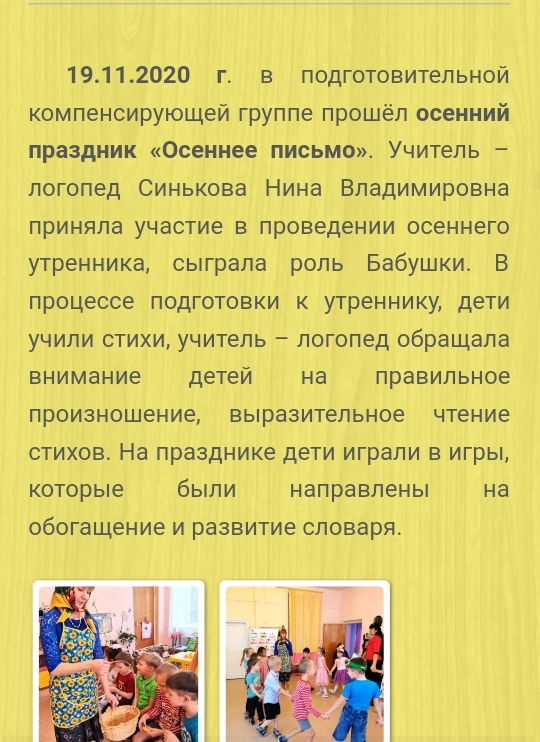 19.11.2020 г. в подготовительной
компенсирующей группе прошёл осенний
праздник «Осеннее письмо». Учитель –
логопед Синькова Нина Владимировна
приняла участие в проведении осеннего
утренника, сыграла роль Бабушки. В
процессе подготовки к утреннику, дети
учили стихи, учитель – логопед обращала
внимание детей на правильное
произношение, выразительное чтение
стихов. На празднике дети играли в игры,
которые были направлены на
обогащение и развитие словаря.